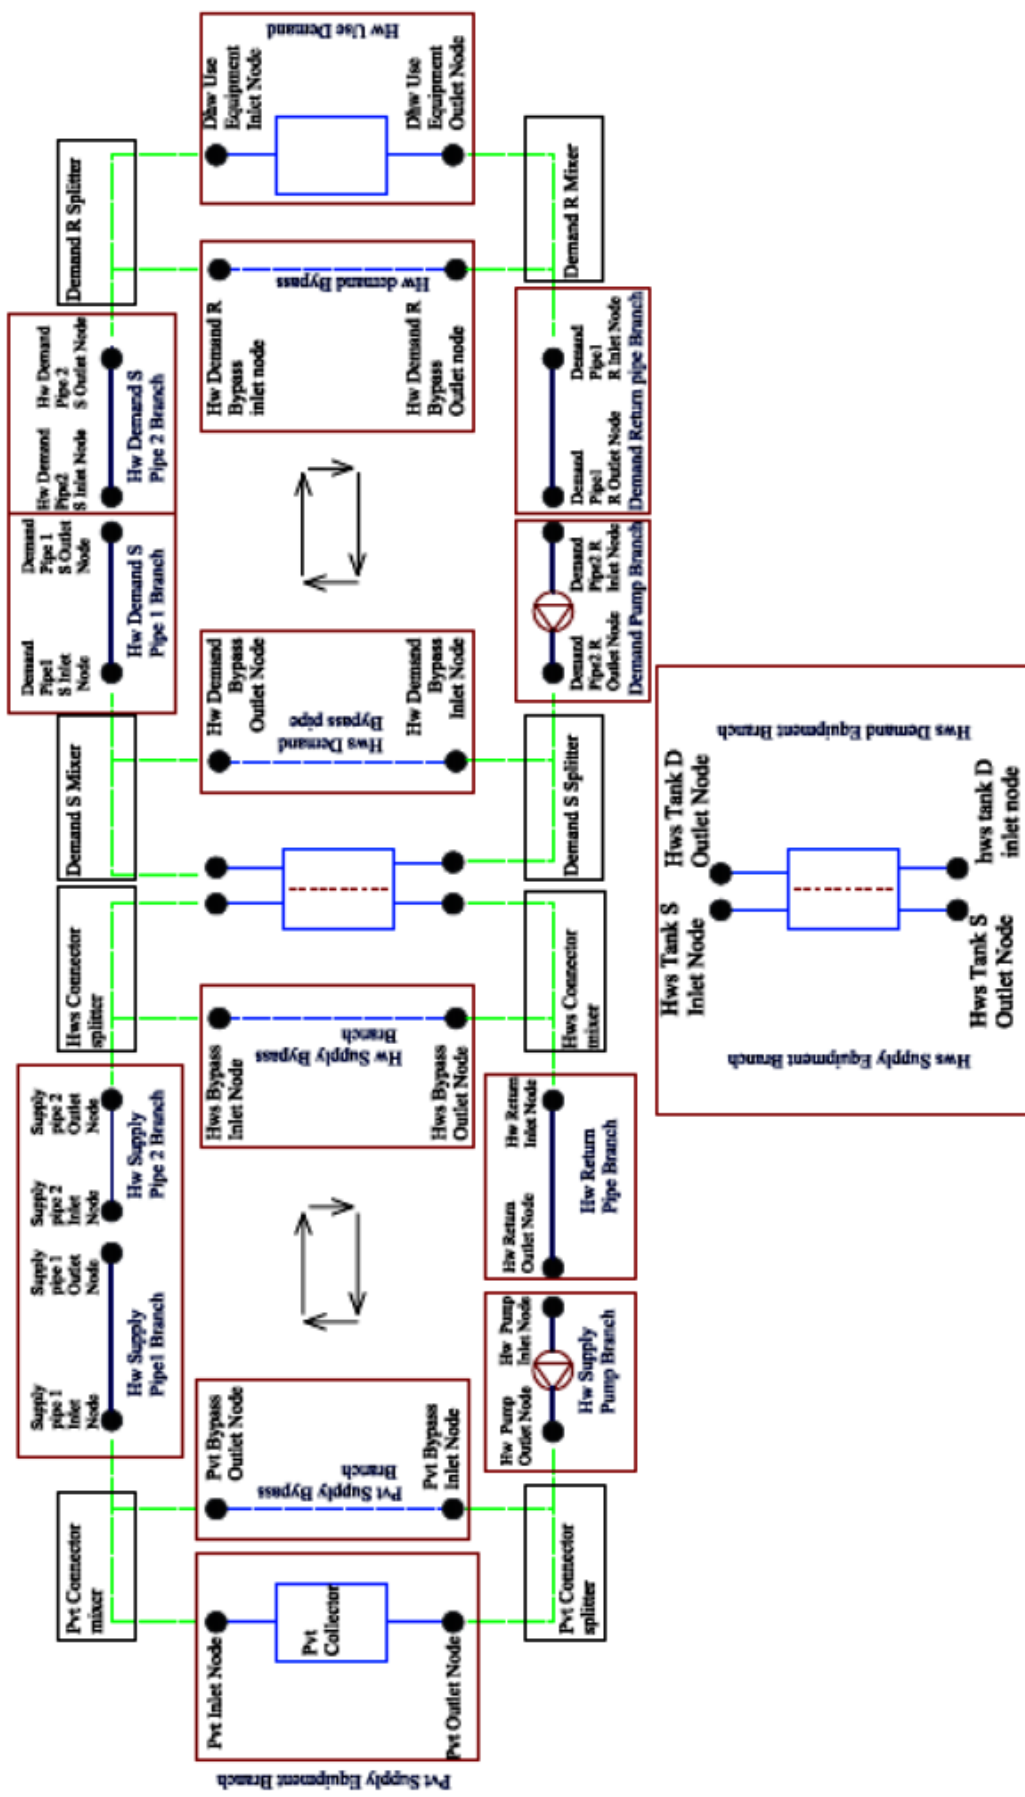 Pvt Supply Equipment Branch
Pvt Inlet Node
Pvt
Collector
Pvt Outlet Node
Pvt Connector
mixer
Pvt Connector
splitter
Pvt Bypass
Outlet Node
Pvt Supply Bypass
Branch
Pvt Bypass
Inlet Node
Supply
pipe 1
Inlet
Node
Supply
pipe 1
Outlet
Node
Hw Supply
Pipe1 Branch
Supply
pipe 2
Inlet
Node
Supply
pipe 2
Outlet
Node
Hw Supply
Pipe 2 Branch
Hw Pump
Outlet Node
Hw Pump
Inlet Node
Hw Supply
Pump Branch
Hw Return
Outlet Node
Hw Return
Inlet Node
Hw Return
Pipe Branch
Hws Bypass
Inlet Node
Hw Supply Bypass
Branch
Hws Bypass
Outlet Node
Hws Connector
splitter
Hws Connector
mixer
Demand S Mixer
Demand S Splitter
Hw Demand
Bypass
Outlet Node
Hws Demand
Bypass pipe
Hw Demand
Bypass
Inlet Node
Demand
Pipe1
S Inlet
Node
Demand
Pipe 1
S Outlet
Node
Hw Demand S
Pipe 1 Branch
Hw Demand
Pipe2
S Inlet Node
Hw Demand
Pipe 2
S Outlet Node
Hw Demand S
Pipe 2 Branch
Demand
Pipe2 R
Outlet Node
Demand
Pipe2 R
Inlet Node
Demand Pump Branch
Demand
Pipe1
R Outlet Node
Demand
Pipe1
R Inlet Node
Demand Return pipe Branch
Hw Demand R
Bypass
inlet node
Hw demand Bypass
Hw Demand R
Bypass
Outlet node
Demand R Splitter
Demand R Mixer
Dhw Use
Equipment
Inlet Node
Dhw Use
Equipment
Outlet Node
Hw Use Demand
Hws Supply Equipment Branch
Hws Tank S
Inlet Node
Hws Tank D
Outlet Node
Hws Tank S
Outlet Node
hws tank D
inlet node
Hws Demand Equipment Branch